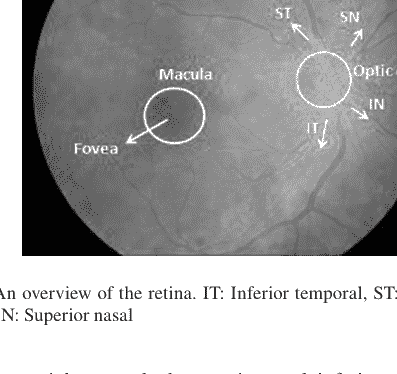 ST
SN
Macula
Optic
IN
IT
Fovea
An overview of the retina. IT: Inferior temporal, ST:
N: Superior nasal